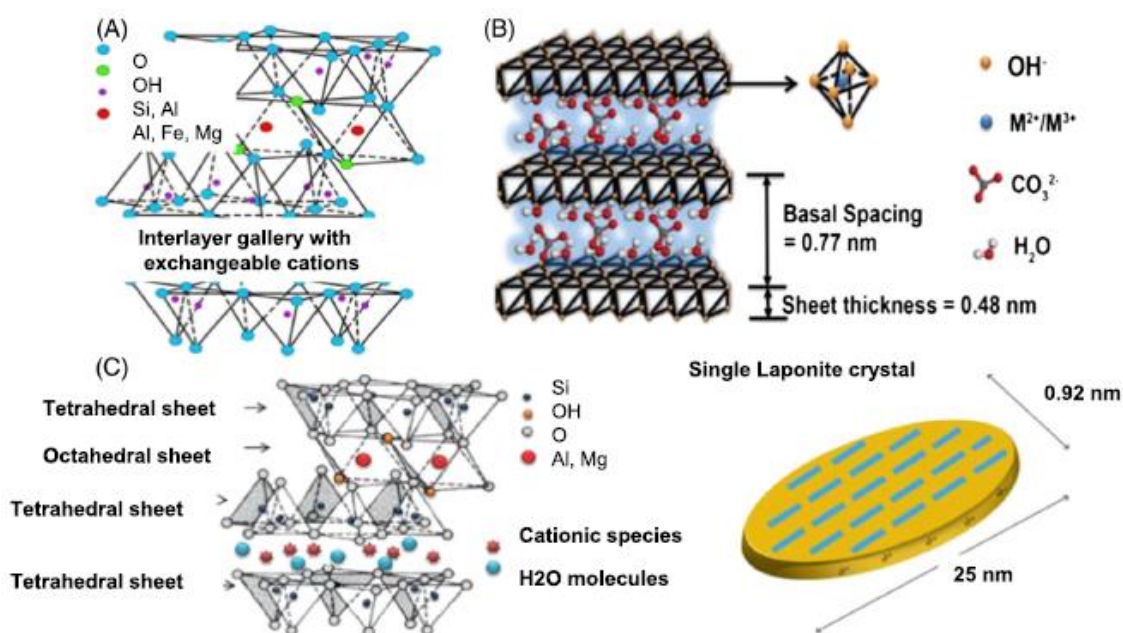 (A)
O
OH
Si, Al
Al, Fe, Mg
Interlayer gallery with
exchangeable cations
(B)
OH⁻
M²⁺/M³⁺
CO₃²⁻
H₂O
Basal Spacing
= 0.77 nm
Sheet thickness = 0.48 nm
(C)
Tetrahedral sheet
Octahedral sheet
Tetrahedral sheet
Tetrahedral sheet
Si
OH
O
Al, Mg
Cationic species
H2O molecules
Single Laponite crystal
0.92 nm
25 nm